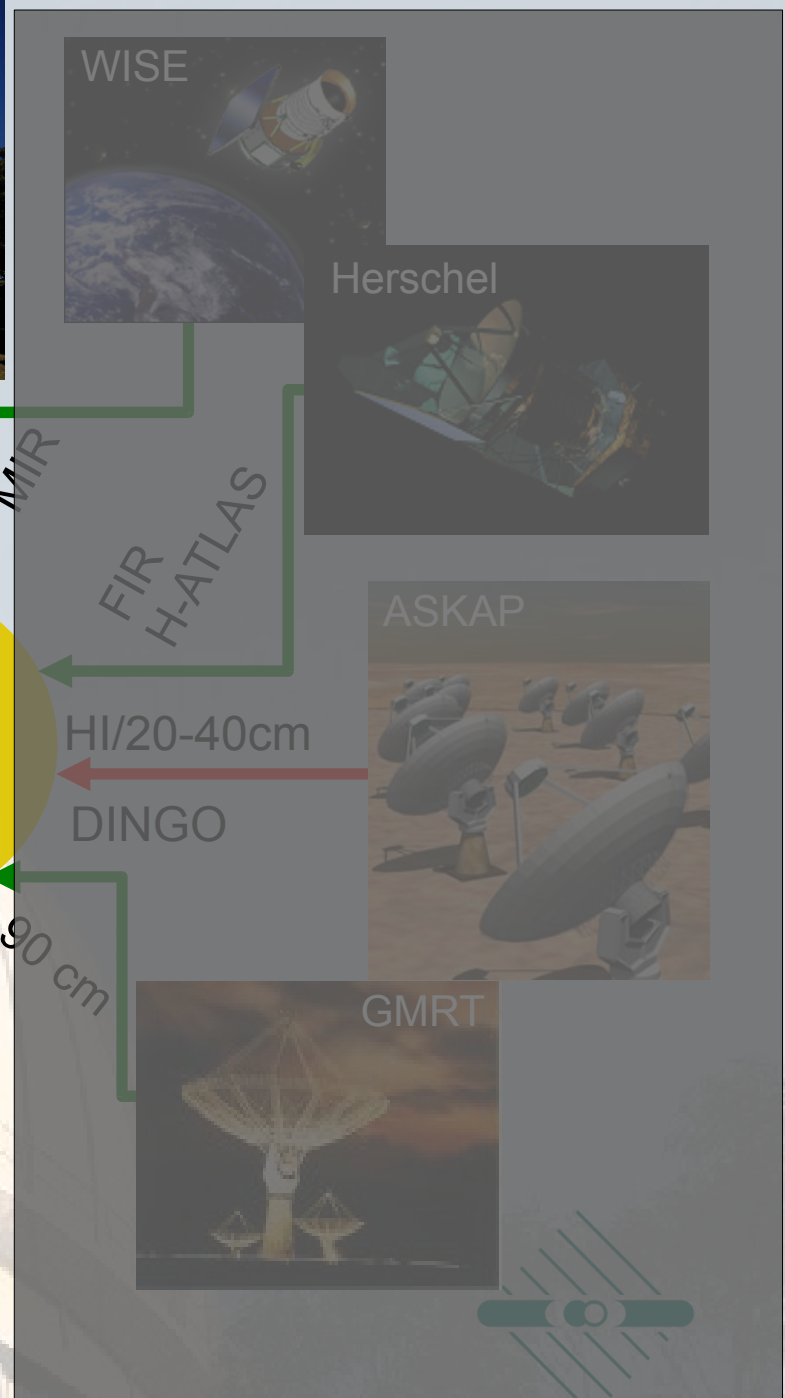 WISE
Herschel
MIR
FIR
H-ATLAS
ASKAP
HI/20-40cm
DINGO
90 cm
GMRT